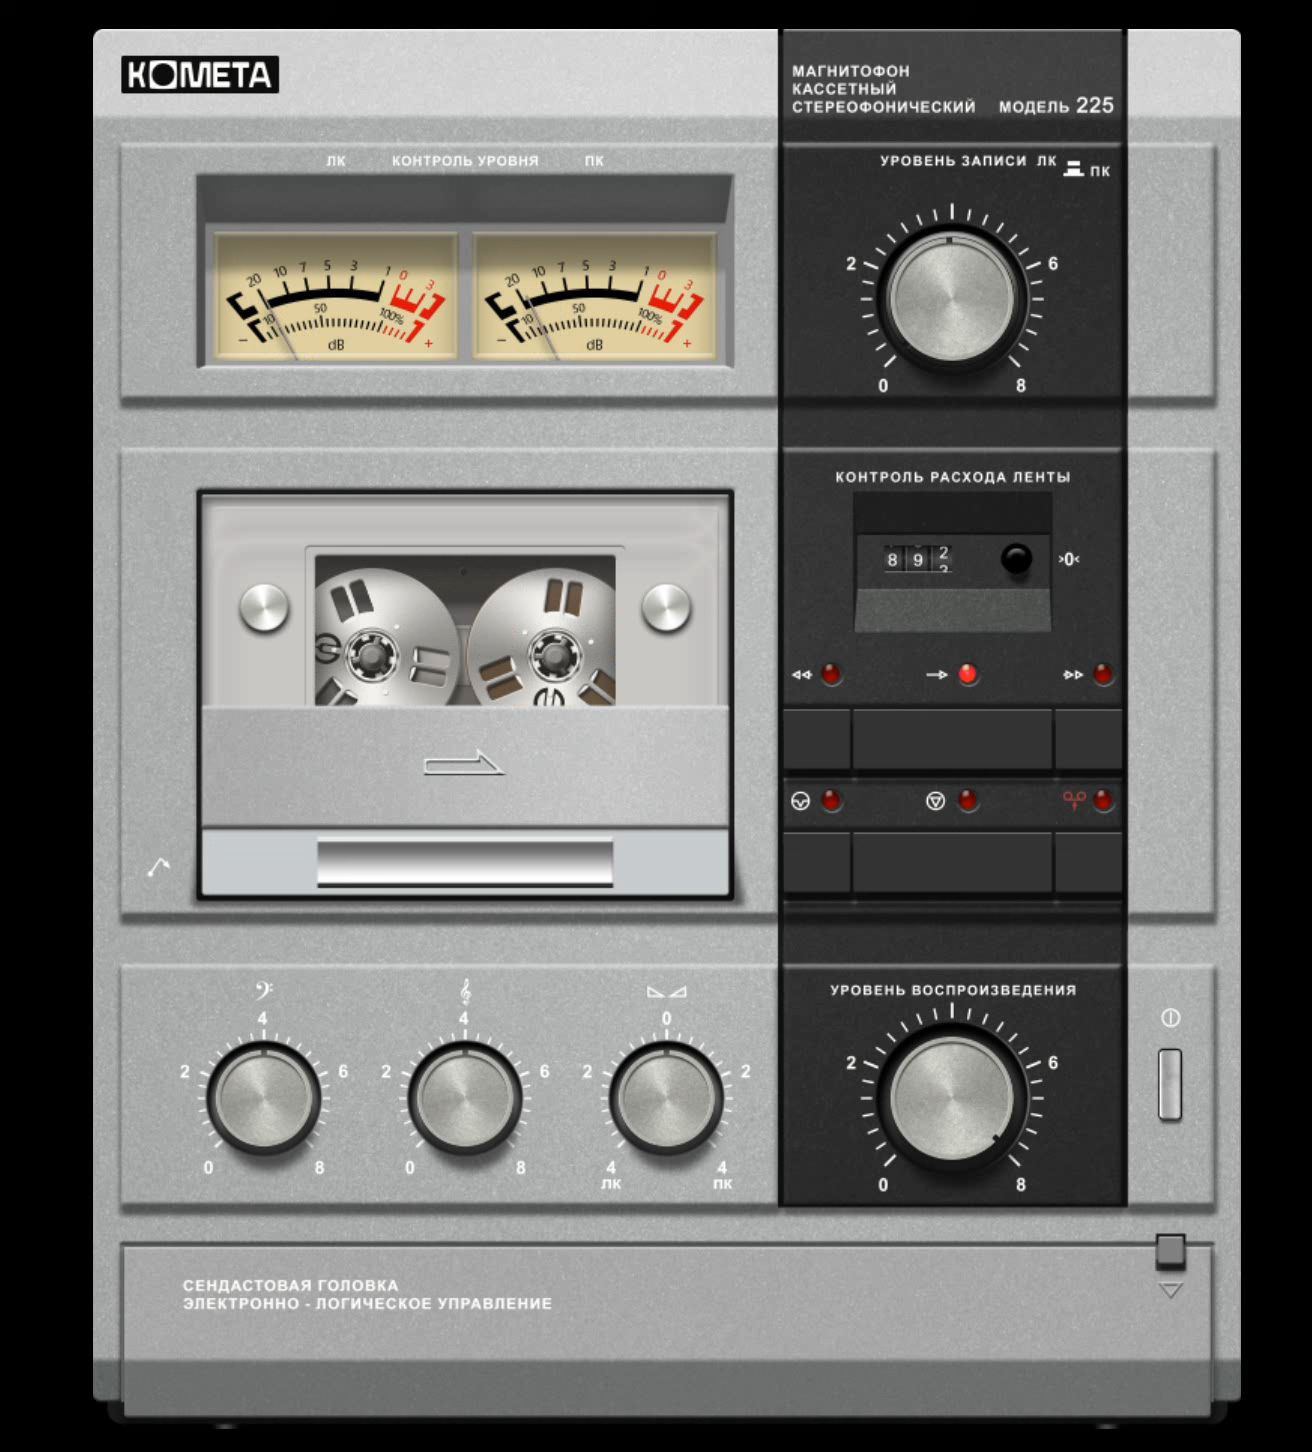 КОМЕТА
МАГНИТОФОН
КАССЕТНЫЙ
СТЕРЕОФОНИЧЕСКИЙ МОДЕЛЬ 225
ЛК КОНТРОЛЬ УРОВНЯ ПК
УРОВЕНЬ ЗАПИСИ ЛК ПК
20 10 7 5 3 1 0 3
10 50 100%
- dB +
20 10 7 5 3 1 0 3
10 50 100%
- dB +
2 6
0 8
КОНТРОЛЬ РАСХОДА ЛЕНТЫ
8 9 2
3
>0<
УРОВЕНЬ ВОСПРОИЗВЕДЕНИЯ
4 4 0
2 6 2 6 2 2
2 6
0 8 0 8 4 4
ЛК ПК
0 8
СЕНДАСТОВАЯ ГОЛОВКА
ЭЛЕКТРОННО - ЛОГИЧЕСКОЕ УПРАВЛЕНИЕ